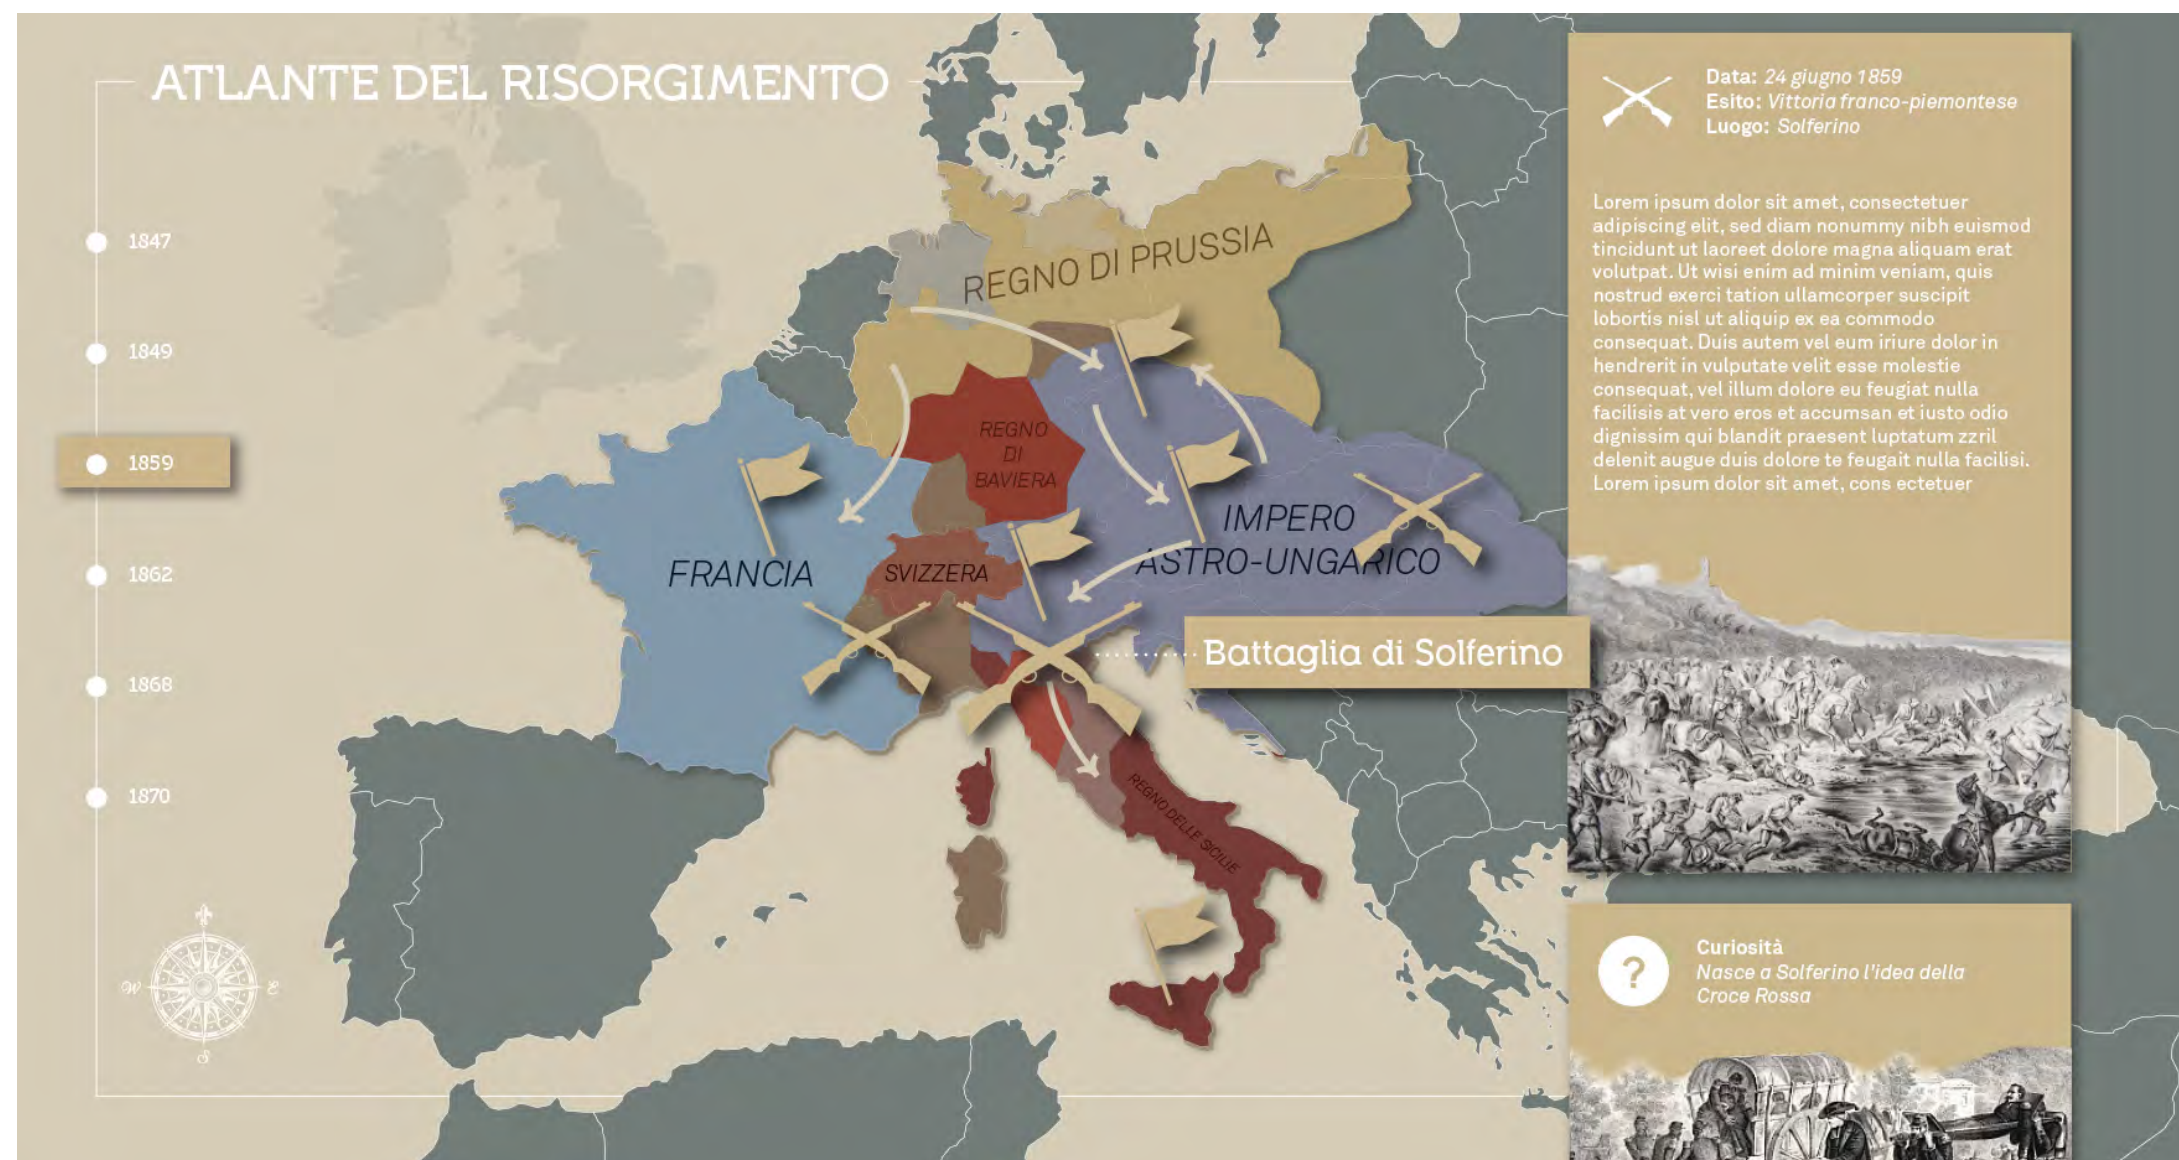 ATLANTE DEL RISORGIMENTO
1847
1849
1859
1862
1868
1870
N
W
E
S
REGNO DI PRUSSIA
REGNO
DI
BAVIERA
FRANCIA
SVIZZERA
IMPERO
ASTRO-UNGARICO
Battaglia di Solferino
REGNO DELLE SICILIE
Data: 24 giugno 1859
Esito: Vittoria franco-piemontese
Luogo: Solferino
Lorem ipsum dolor sit amet, consectetuer
adipiscing elit, sed diam nonummy nibh euismod
tincidunt ut laoreet dolore magna aliquam erat
volutpat. Ut wisi enim ad minim veniam, quis
nostrud exerci tation ullamcorper suscipit
lobortis nisl ut aliquip ex ea commodo
consequat. Duis autem vel eum iriure dolor in
hendrerit in vulputate velit esse molestie
consequat, vel illum dolore eu feugiat nulla
facilisis at vero eros et accumsan et iusto odio
dignissim qui blandit praesent luptatum zzril
delenit augue duis dolore te feugait nulla facilisi.
Lorem ipsum dolor sit amet, cons ectetuer
?
Curiosità
Nasce a Solferino l'idea della
Croce Rossa